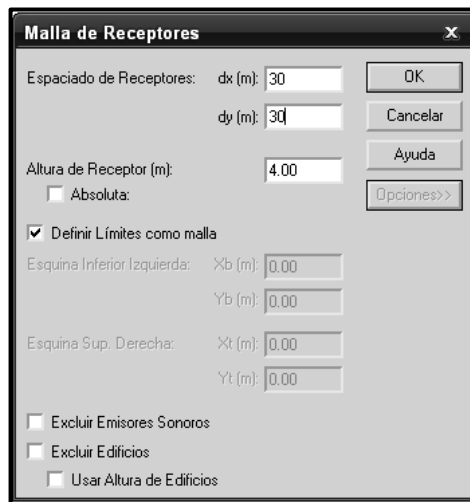 Malla de Receptores x
Espaciado de Receptores: dx (m): 30 OK
dy (m): 30 Cancelar
Ayuda
Altura de Receptor (m): 4.00
Absoluta: Opciones>>
Definir Límites como malla
Esquina Inferior Izquierda: Xb (m): 0.00
Yb (m): 0.00
Esquina Sup. Derecha: Xt (m): 0.00
Yt (m): 0.00
Excluir Emisores Sonoros
Excluir Edificios
Usar Altura de Edificios